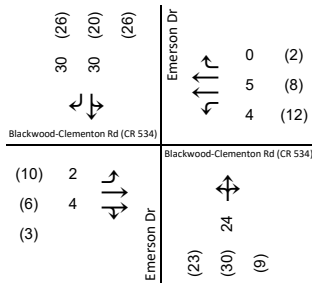 (26) (20) (26)
30 30
Blackwood-Clementon Rd (CR 534)
Emerson Dr
0 (2)
5 (8)
4 (12)
(10) 2
(6) 4
(3)
Emerson Dr
Blackwood-Clementon Rd (CR 534)
24
(23) (30) (9)